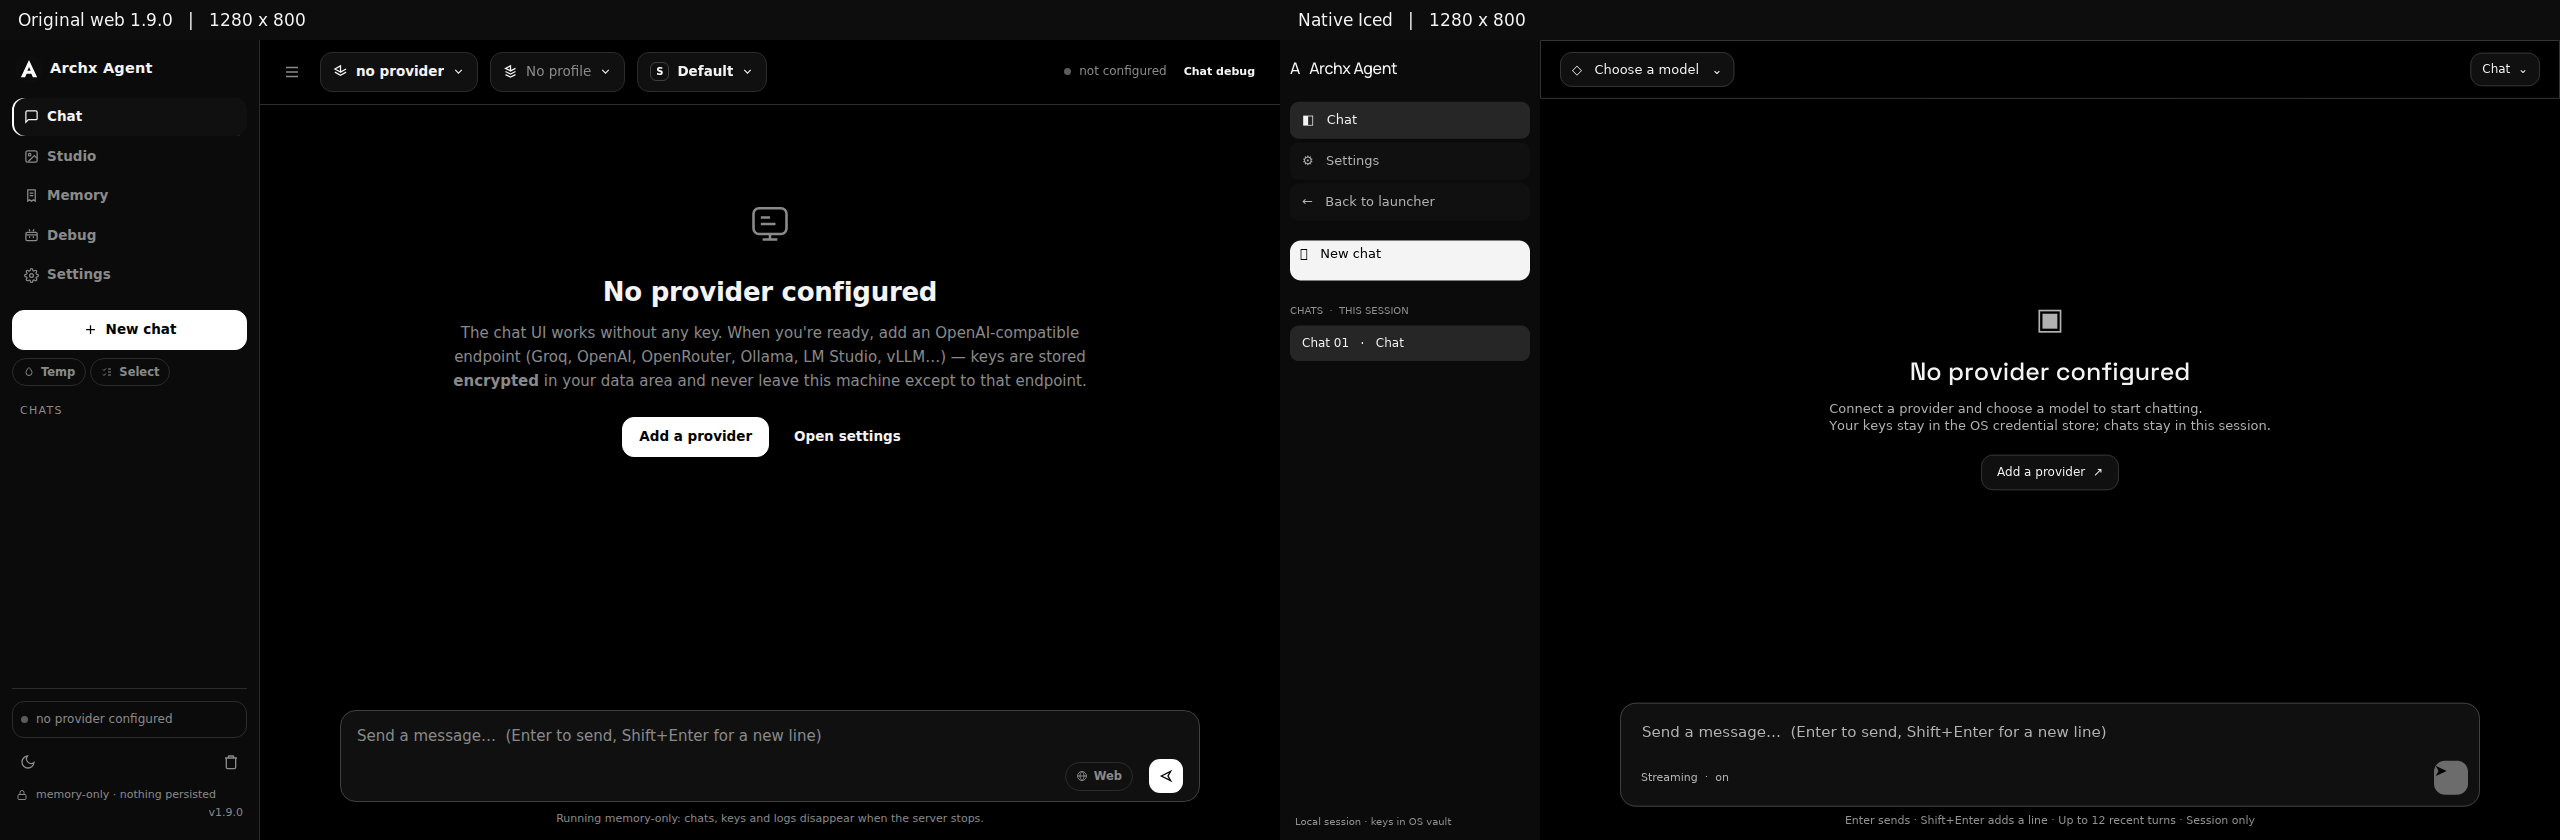 Original web 1.9.0 | 1280 x 800
Archx Agent
Chat
Studio
Memory
Debug
Settings
+ New chat
Temp
Select
CHATS
no provider configured
memory-only · nothing persisted
v1.9.0
no provider
No profile
S Default
not configured
Chat debug
No provider configured
The chat UI works without any key. When you're ready, add an OpenAI-compatible
endpoint (Groq, OpenAI, OpenRouter, Ollama, LM Studio, vLLM...) — keys are stored
encrypted in your data area and never leave this machine except to that endpoint.
Add a provider
Open settings
Send a message... (Enter to send, Shift+Enter for a new line)
Web
Running memory-only: chats, keys and logs disappear when the server stops.
Native Iced | 1280 x 800
A Archx Agent
Chat
Settings
← Back to launcher
New chat
CHATS · THIS SESSION
Chat 01 · Chat
Local session · keys in OS vault
Choose a model
Chat
No provider configured
Connect a provider and choose a model to start chatting.
Your keys stay in the OS credential store; chats stay in this session.
Add a provider ↗
Send a message... (Enter to send, Shift+Enter for a new line)
Streaming · on
Enter sends · Shift+Enter adds a line · Up to 12 recent turns · Session only